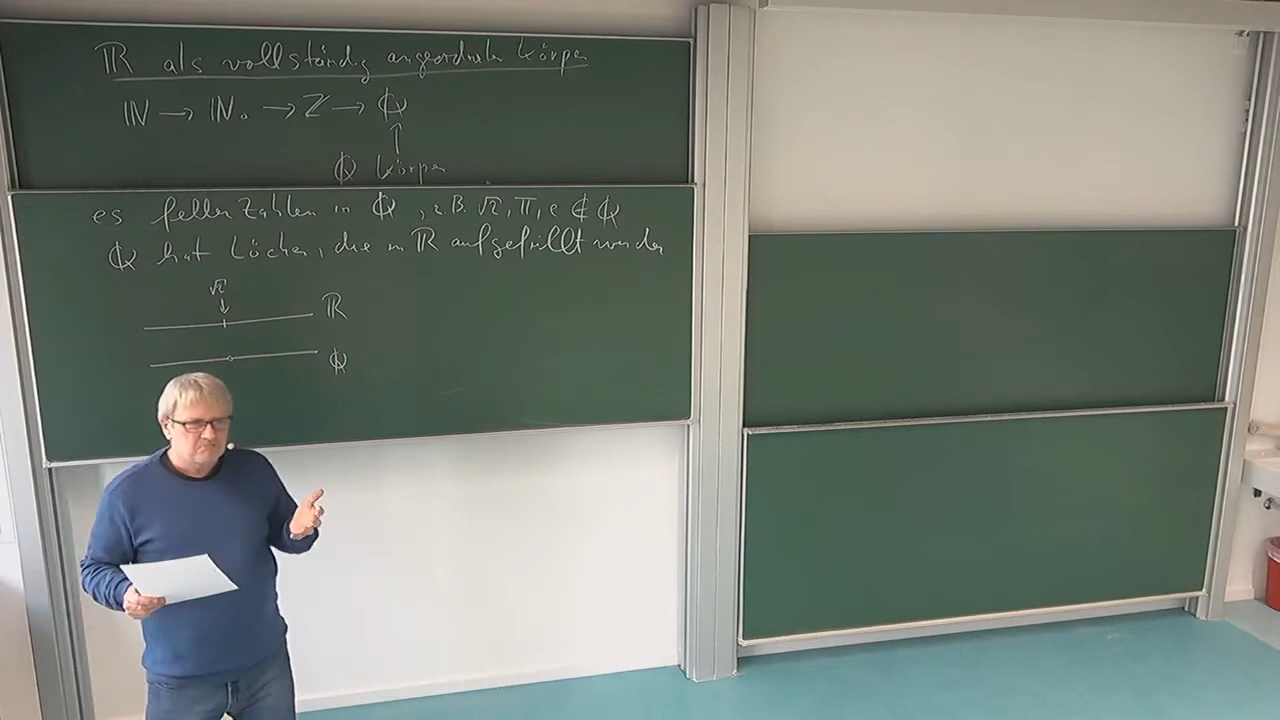 ℝ als vollständig angeordneter Körper
ℕ → ℕ₀ → ℤ → ℚ
↑
ℚ Körper
es fehlen Zahlen in ℚ, z.B. √2, π, e ∉ ℚ
ℚ hat Löcher, die in ℝ aufgefüllt werden
√2
↓
ℝ
ℚ